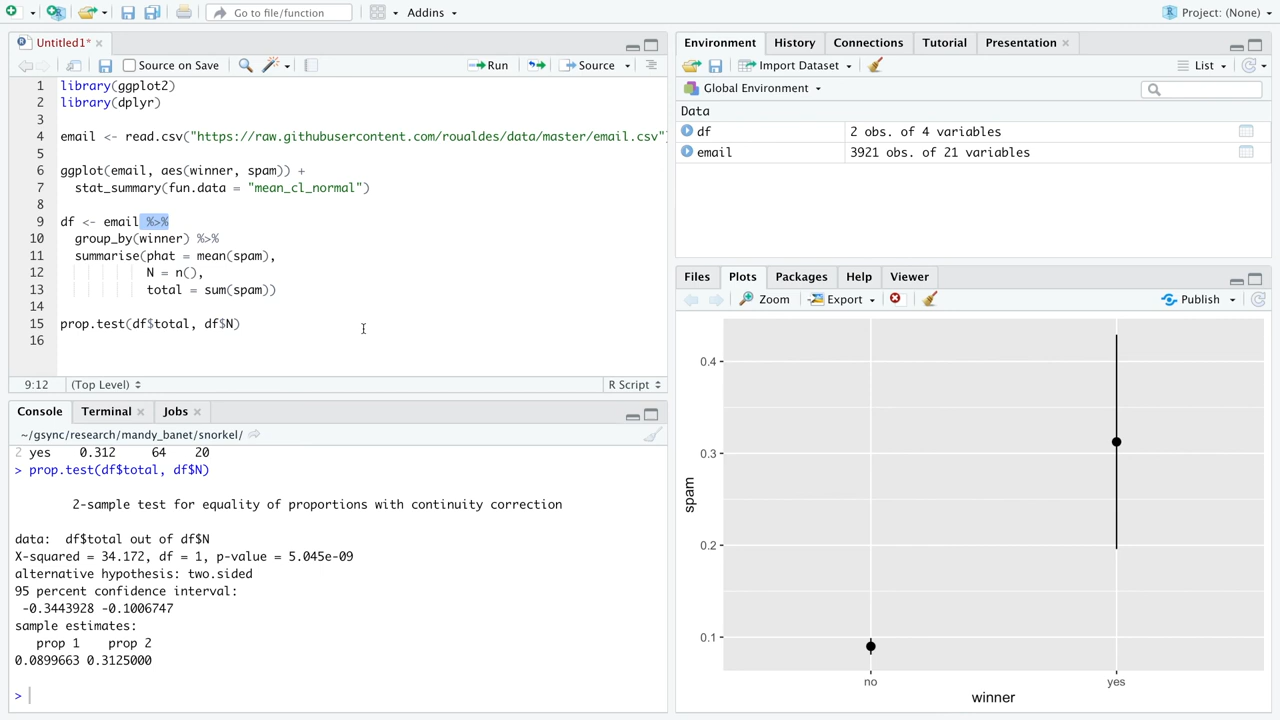 Go to file/function
Addins
Project: (None)
Untitled1*
Source on Save
Run
Source
1 library(ggplot2)
2 library(dplyr)
3
4 email <- read.csv("https://raw.githubusercontent.com/roualdes/data/master/email.csv")
5
6 ggplot(email, aes(winner, spam)) +
7 stat_summary(fun.data = "mean_cl_normal")
8
9 df <- email %>%
10 group_by(winner) %>%
11 summarise(phat = mean(spam),
12 N = n(),
13 total = sum(spam))
14
15 prop.test(df$total, df$N)
16
9:12 (Top Level) R Script
Console Terminal Jobs
~/gsync/research/mandy_banet/snorkel/
2 yes 0.312 64 20
> prop.test(df$total, df$N)
2-sample test for equality of proportions with continuity correction
data: df$total out of df$N
X-squared = 34.172, df = 1, p-value = 5.045e-09
alternative hypothesis: two.sided
95 percent confidence interval:
-0.3443928 -0.1006747
sample estimates:
prop 1 prop 2
0.0899663 0.3125000
>
Environment History Connections Tutorial Presentation
Import Dataset List
Global Environment
Data
df 2 obs. of 4 variables
email 3921 obs. of 21 variables
Files Plots Packages Help Viewer
Zoom Export Publish
spam
0.4
0.3
0.2
0.1
no yes
winner